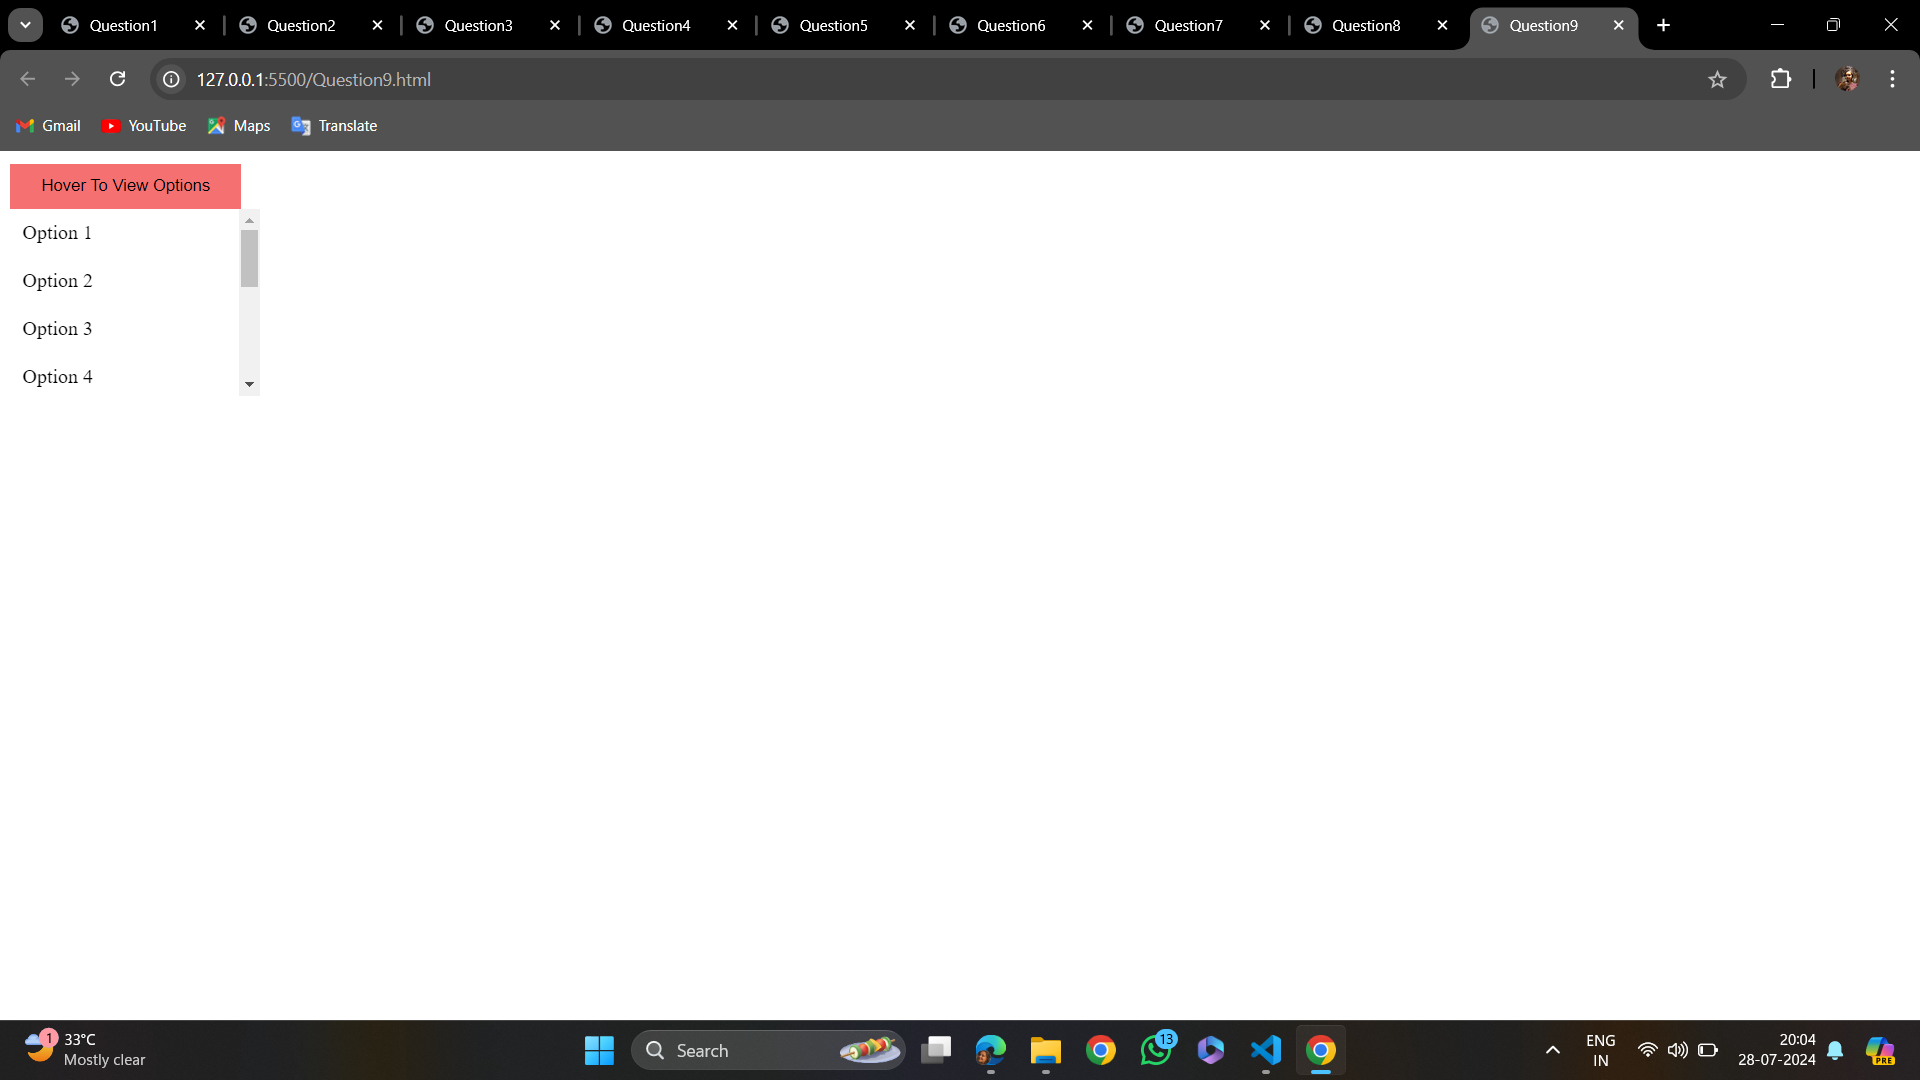 Question1 Question2 Question3 Question4 Question5 Question6 Question7 Question8 Question9
127.0.0.1:5500/Question9.html
Gmail YouTube Maps Translate
Hover To View Options
Option 1
Option 2
Option 3
Option 4
1 33°C
Mostly clear
Search
13
PRE
ENG
IN
20:04
28-07-2024